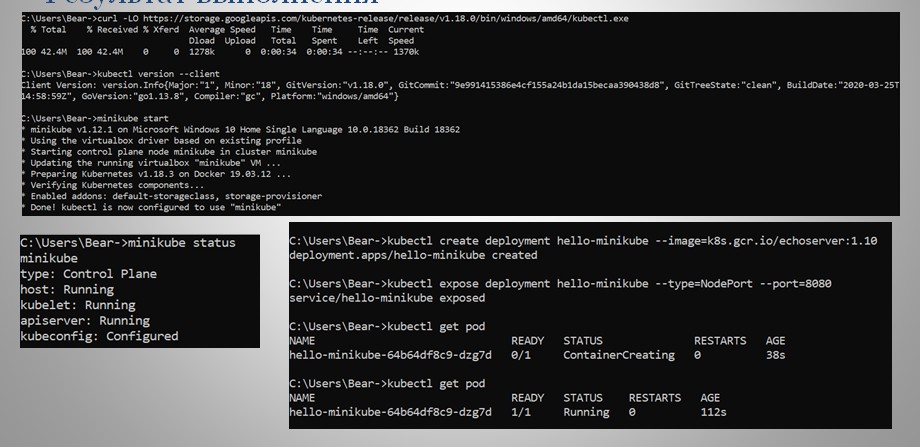 Результат выполнения
C:\Users\Bear->curl -LO https://storage.googleapis.com/kubernetes-release/release/v1.18.0/bin/windows/amd64/kubectl.exe
% Total % Received % Xferd Average Speed Time Time Time Current
Dload Upload Total Spent Left Speed
100 42.4M 100 42.4M 0 0 1278k 0 0:00:34 0:00:34 --:--:-- 1370k
C:\Users\Bear->kubectl version --client
Client Version: version.Info{Major:"1", Minor:"18", GitVersion:"v1.18.0", GitCommit:"9e991415386e4cf155a24b1da15becaa390438d8", GitTreeState:"clean", BuildDate:"2020-03-25T
14:58:59Z", GoVersion:"go1.13.8", Compiler:"gc", Platform:"windows/amd64"}
C:\Users\Bear->minikube start
* minikube v1.12.1 on Microsoft Windows 10 Home Single Language 10.0.18362 Build 18362
* Using the virtualbox driver based on existing profile
* Starting control plane node minikube in cluster minikube
* Updating the running virtualbox "minikube" VM ...
* Preparing Kubernetes v1.18.3 on Docker 19.03.12 ...
* Verifying Kubernetes components...
* Enabled addons: default-storageclass, storage-provisioner
* Done! kubectl is now configured to use "minikube"
C:\Users\Bear->minikube status
minikube
type: Control Plane
host: Running
kubelet: Running
apiserver: Running
kubeconfig: Configured
C:\Users\Bear->kubectl create deployment hello-minikube --image=k8s.gcr.io/echoserver:1.10
deployment.apps/hello-minikube created
C:\Users\Bear->kubectl expose deployment hello-minikube --type=NodePort --port=8080
service/hello-minikube exposed
C:\Users\Bear->kubectl get pod
NAME READY STATUS RESTARTS AGE
hello-minikube-64b64df8c9-dzg7d 0/1 ContainerCreating 0 38s
C:\Users\Bear->kubectl get pod
NAME READY STATUS RESTARTS AGE
hello-minikube-64b64df8c9-dzg7d 1/1 Running 0 112s